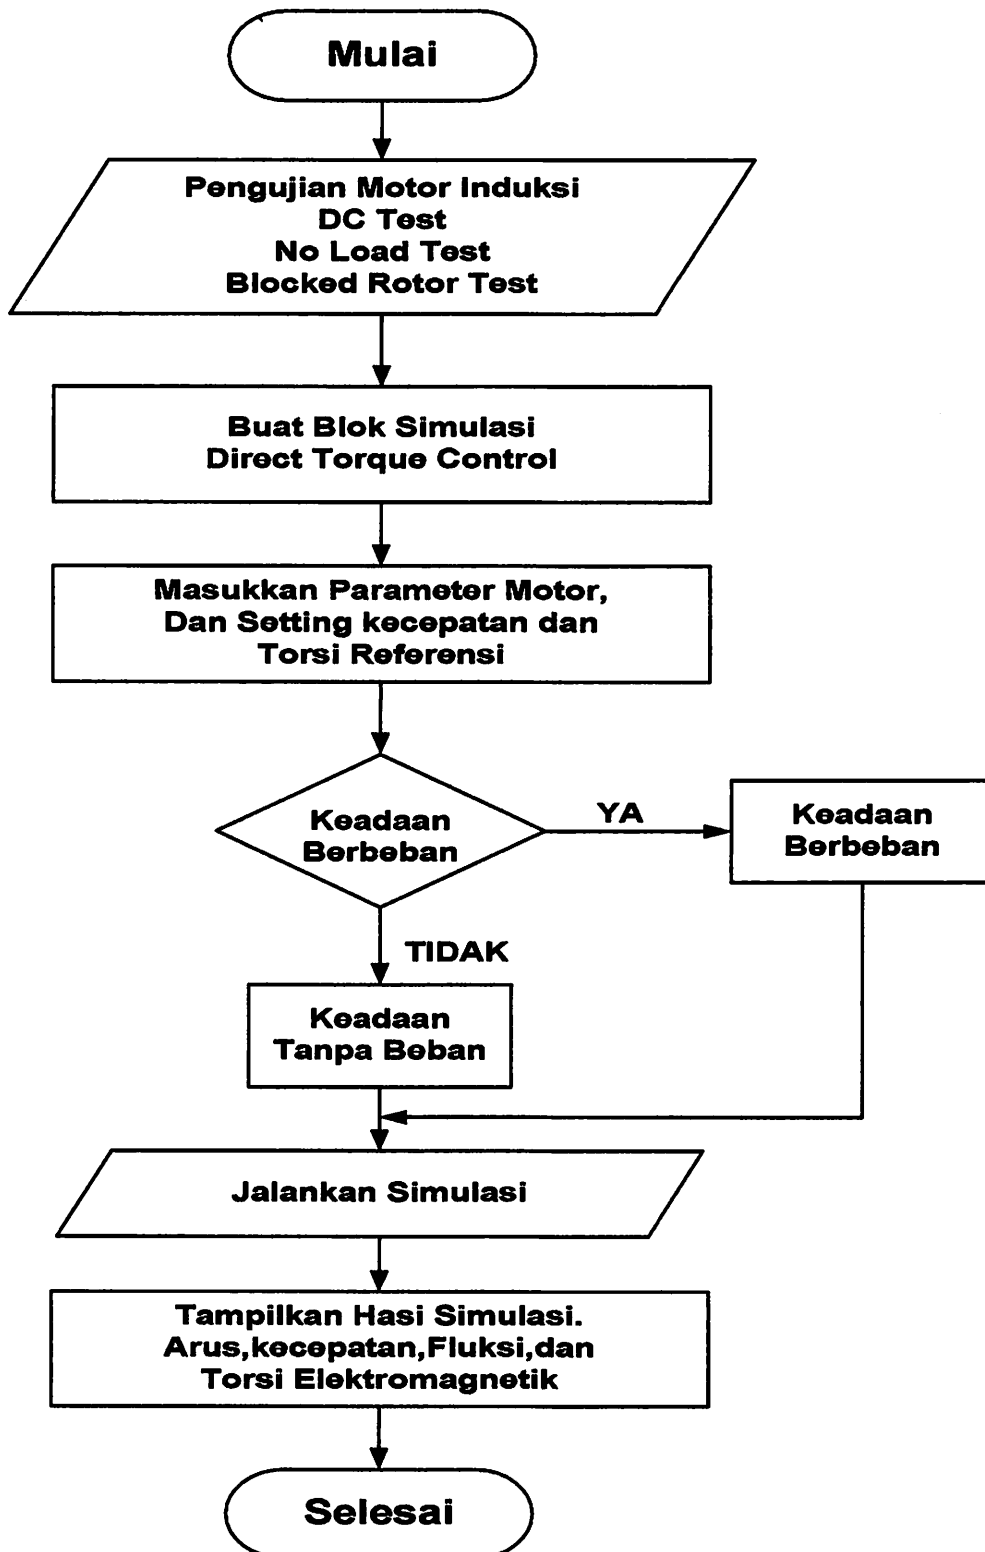 Mulai
Pengujian Motor Induksi
DC Test
No Load Test
Blocked Rotor Test
Buat Blok Simulasi
Direct Torque Control
Masukkan Parameter Motor,
Dan Setting kecepatan dan
Torsi Referensi
Keadaan
Berbeban
YA
Keadaan
Berbeban
TIDAK
Keadaan
Tanpa Beban
Jalankan Simulasi
Tampilkan Hasi Simulasi.
Arus,kecepatan,Fluksi,dan
Torsi Elektromagnetik
Selesai